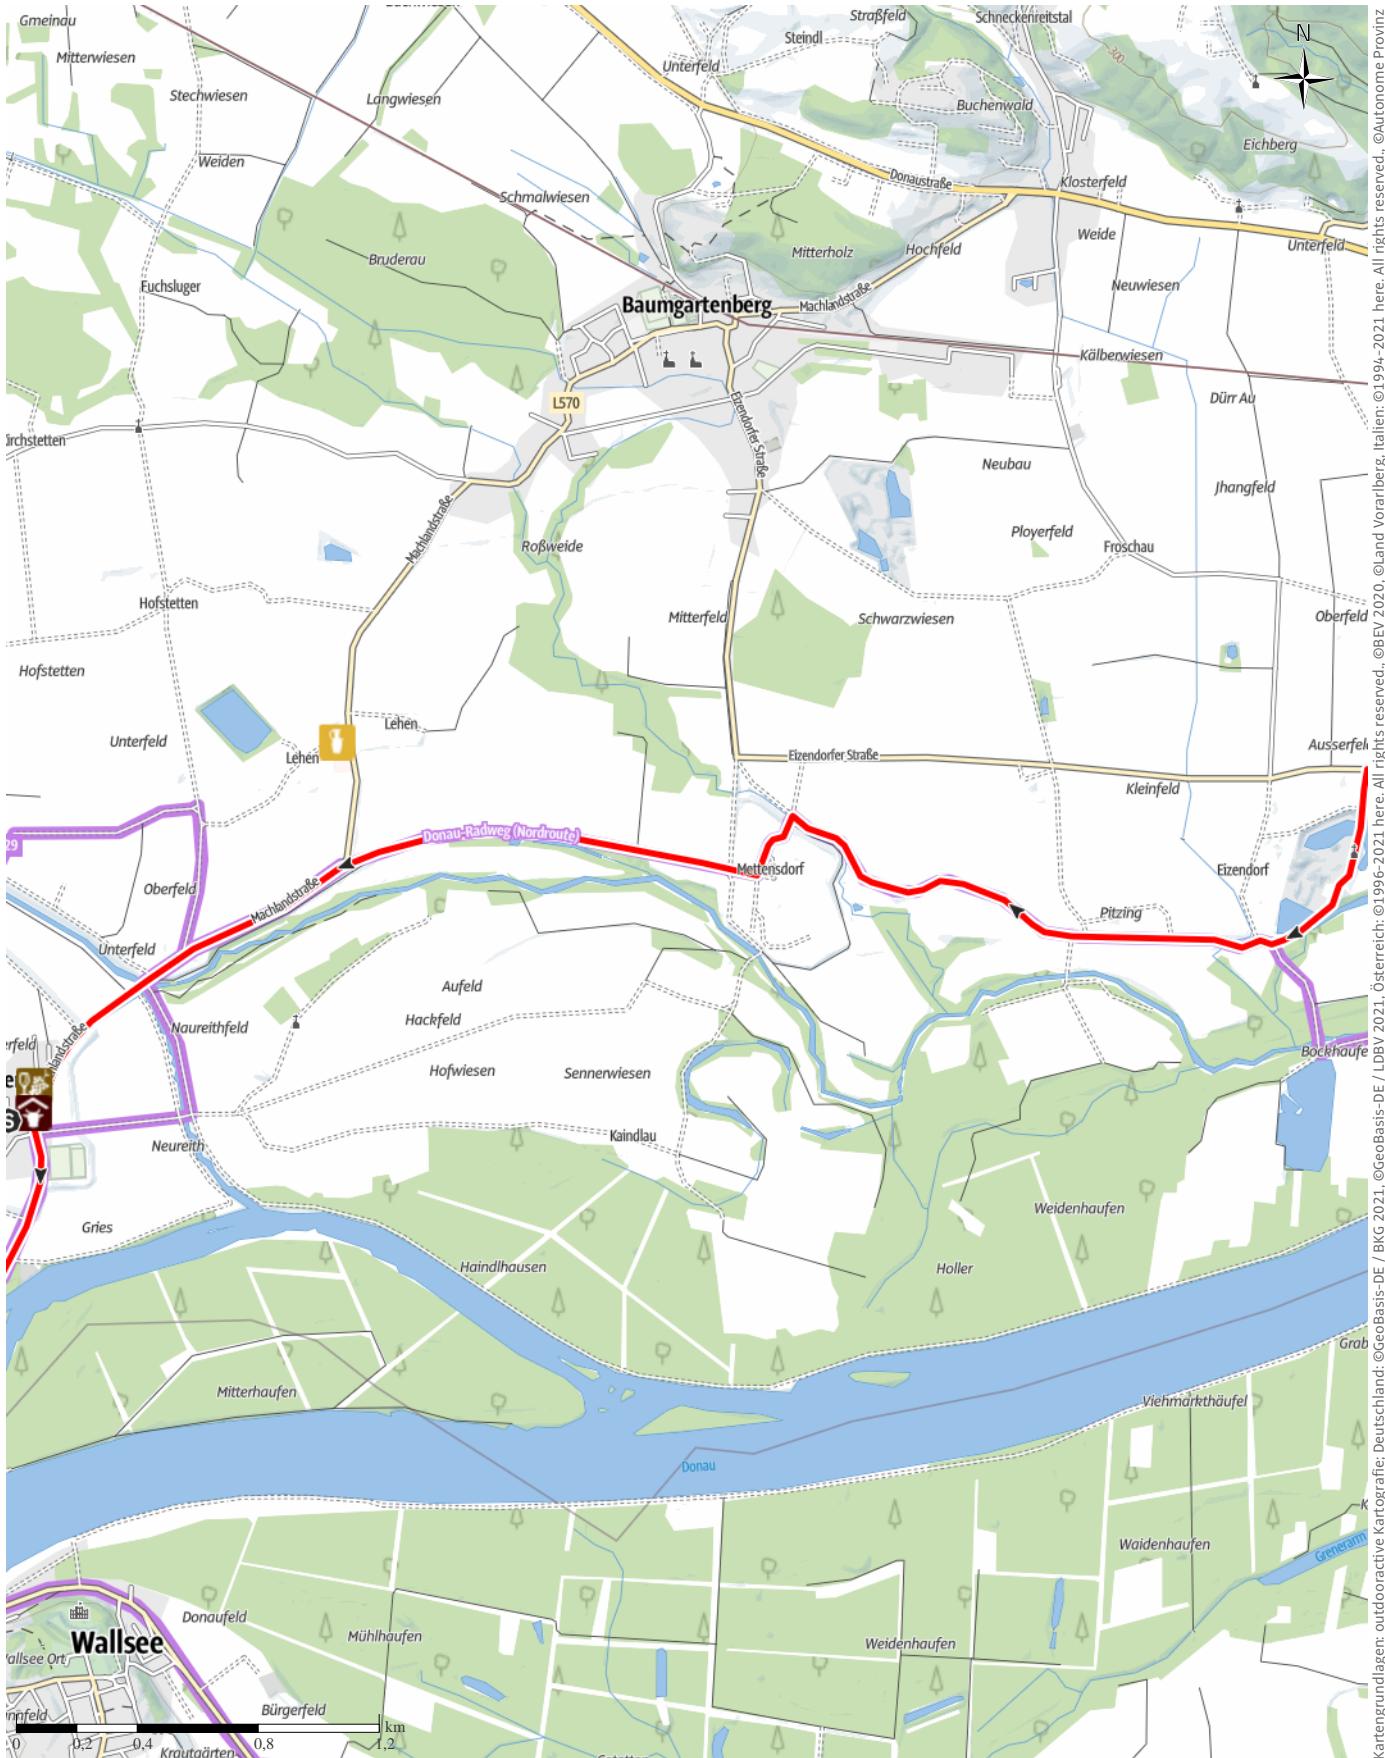 Gmeinau
Straßfeld
Schneckenreitstal
Steindl
N
Mitterwiesen
Unterfeld
300
Stechwiesen
Langwiesen
Buchenwald
Eichberg
Weiden
Donaustraße
Klosterfeld
Schmalwiesen
Weide
Unterfeld
Bruderau
Mitterholz
Hochfeld
Fuchsluger
Neuwiesen
Baumgartenberg
Machlandstraße
Kälberwiesen
L570
Dürr Au
Eizendorfer Straße
Neubau
Jhangfeld
Machlandstraße
Ployerfeld
Roßweide
Froschau
Hofstetten
Mitterfeld
Schwarzwiesen
Oberfeld
Hofstetten
Lehen
Unterfeld
Lehen
Eizendorfer Straße
Kleinfeld
Donau-Radweg (Nordroute)
29
Mettensdorf
Eizendorf
Oberfeld
Machlandstraße
Pitzing
Unterfeld
Aufeld
Naureithfeld
Hackfeld
Hofwiesen
Sennerwiesen
Kaindlau
Neureith
Weidenhaufen
Gries
Haindlhausen
Holler
Mitterhaufen
Viehmarkthäufel
Donau
Waidenhaufen
Grenerarm
Donaufeld
Wallsee
Mühlhaufen
Weidenhaufen
Bürgerfeld
km
0 0,2 0,4 0,8 1,2
Krautgärten